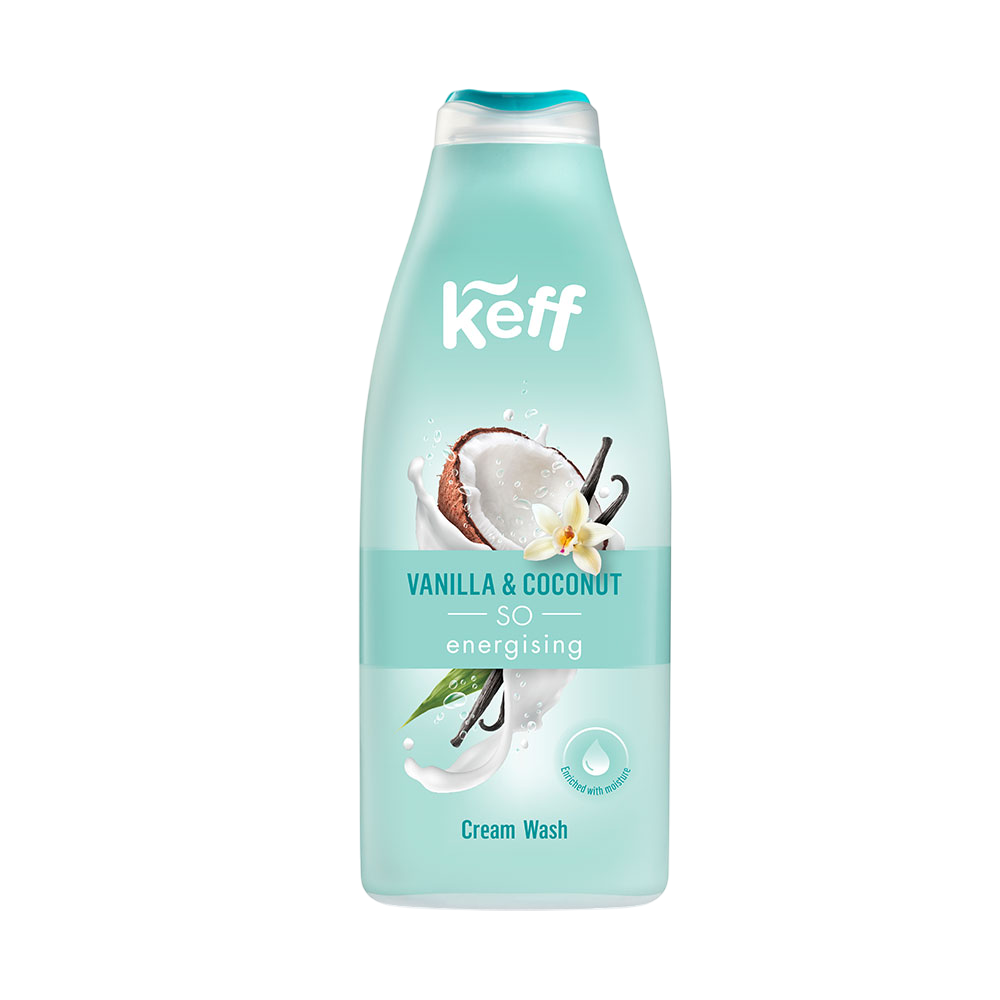 keff
VANILLA & COCONUT
SO
energising
Enriched with moisture
Cream Wash